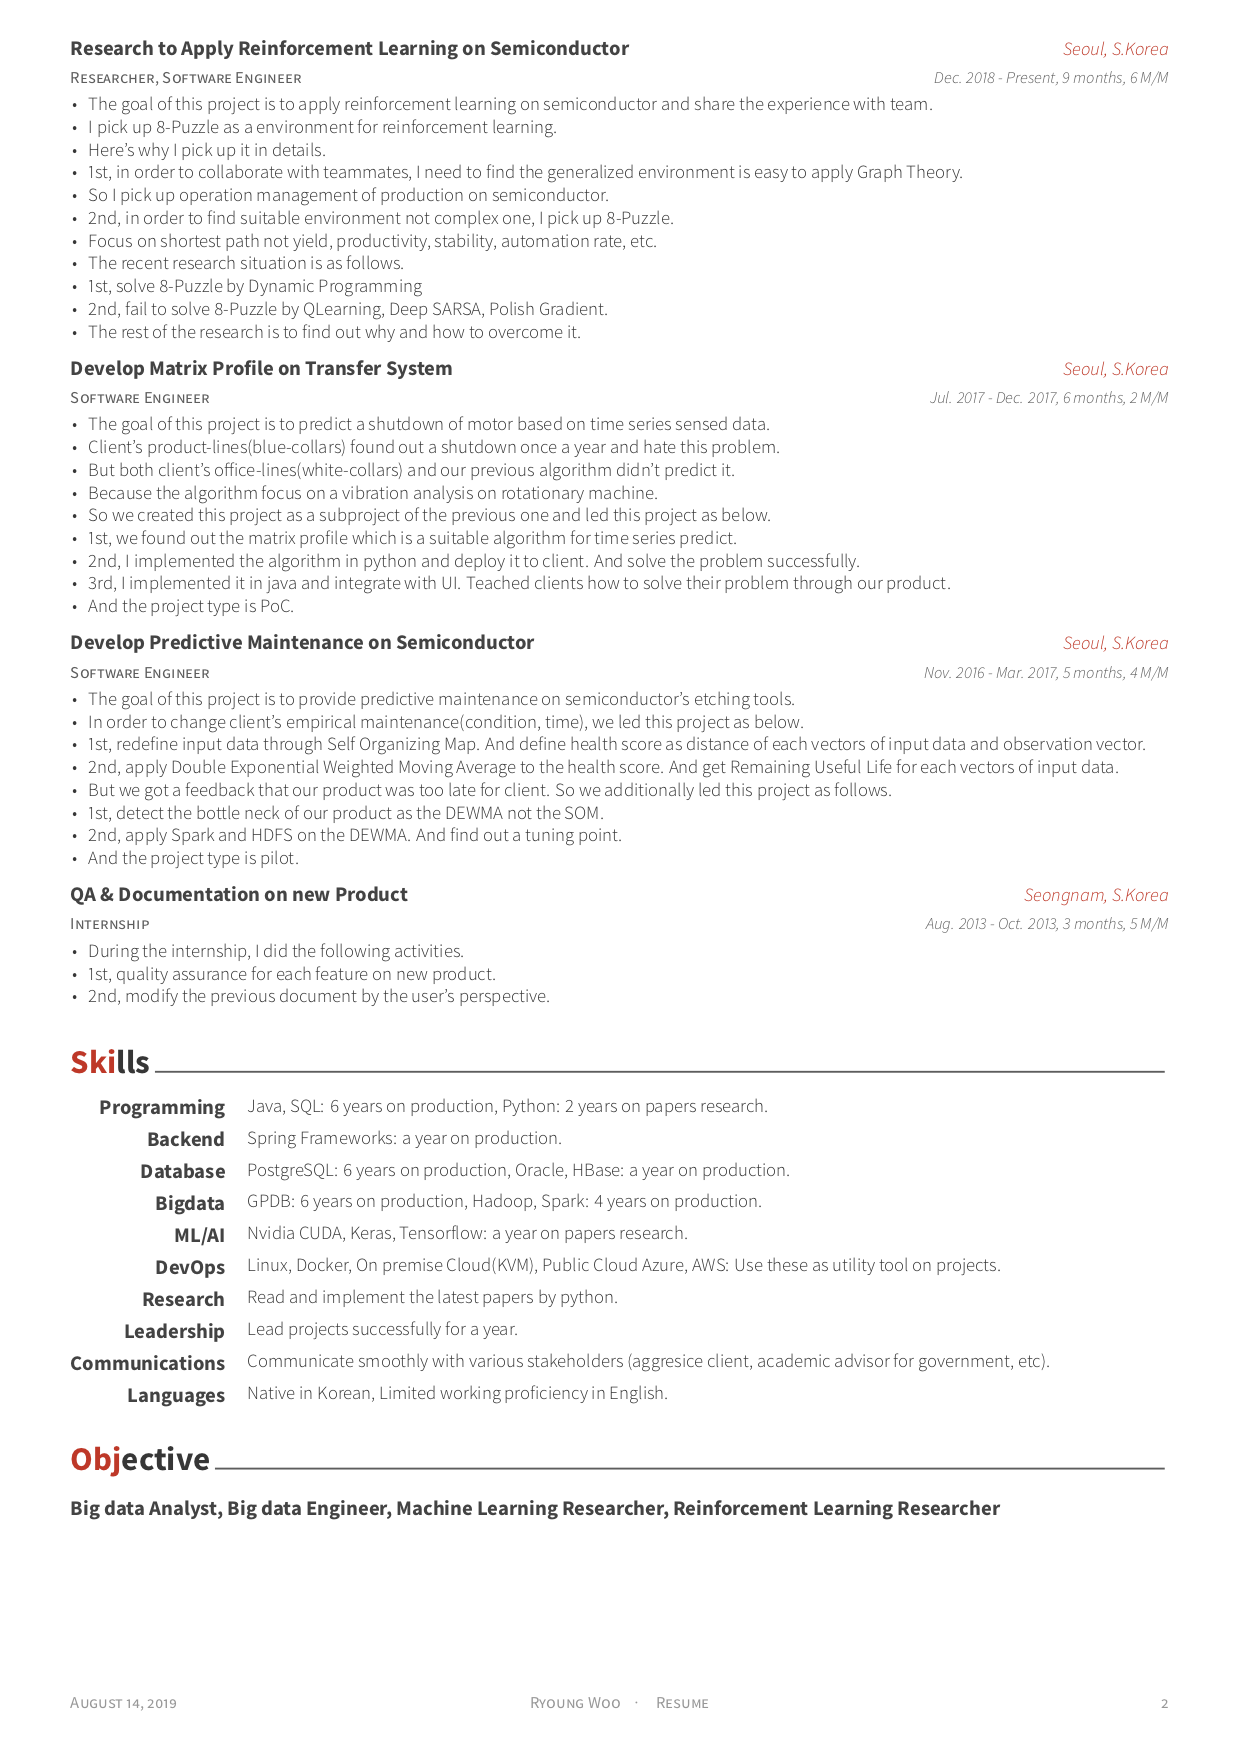 Research to Apply Reinforcement Learning on Semiconductor Seoul, S.Korea
Researcher, Software Engineer Dec. 2018 - Present, 9 months, 6 M/M
• The goal of this project is to apply reinforcement learning on semiconductor and share the experience with team.
• I pick up 8-Puzzle as a environment for reinforcement learning.
• Here’s why I pick up it in details.
• 1st, in order to collaborate with teammates, I need to find the generalized environment is easy to apply Graph Theory.
• So I pick up operation management of production on semiconductor.
• 2nd, in order to find suitable environment not complex one, I pick up 8-Puzzle.
• Focus on shortest path not yield, productivity, stability, automation rate, etc.
• The recent research situation is as follows.
• 1st, solve 8-Puzzle by Dynamic Programming
• 2nd, fail to solve 8-Puzzle by QLearning, Deep SARSA, Polish Gradient.
• The rest of the research is to find out why and how to overcome it.
Develop Matrix Profile on Transfer System Seoul, S.Korea
Software Engineer Jul. 2017 - Dec. 2017, 6 months, 2 M/M
• The goal of this project is to predict a shutdown of motor based on time series sensed data.
• Client’s product-lines(blue-collars) found out a shutdown once a year and hate this problem.
• But both client’s office-lines(white-collars) and our previous algorithm didn’t predict it.
• Because the algorithm focus on a vibration analysis on rotationary machine.
• So we created this project as a subproject of the previous one and led this project as below.
• 1st, we found out the matrix profile which is a suitable algorithm for time series predict.
• 2nd, I implemented the algorithm in python and deploy it to client. And solve the problem successfully.
• 3rd, I implemented it in java and integrate with UI. Teached clients how to solve their problem through our product.
• And the project type is PoC.
Develop Predictive Maintenance on Semiconductor Seoul, S.Korea
Software Engineer Nov. 2016 - Mar. 2017, 5 months, 4 M/M
• The goal of this project is to provide predictive maintenance on semiconductor’s etching tools.
• In order to change client’s empirical maintenance(condition, time), we led this project as below.
• 1st, redefine input data through Self Organizing Map. And define health score as distance of each vectors of input data and observation vector.
• 2nd, apply Double Exponential Weighted Moving Average to the health score. And get Remaining Useful Life for each vectors of input data.
• But we got a feedback that our product was too late for client. So we additionally led this project as follows.
• 1st, detect the bottle neck of our product as the DEWMA not the SOM.
• 2nd, apply Spark and HDFS on the DEWMA. And find out a tuning point.
• And the project type is pilot.
QA & Documentation on new Product Seongnam, S.Korea
Internship Aug. 2013 - Oct. 2013, 3 months, 5 M/M
• During the internship, I did the following activities.
• 1st, quality assurance for each feature on new product.
• 2nd, modify the previous document by the user’s perspective.
Skills
Programming Java, SQL: 6 years on production, Python: 2 years on papers research.
Backend Spring Frameworks: a year on production.
Database PostgreSQL: 6 years on production, Oracle, HBase: a year on production.
Bigdata GPDB: 6 years on production, Hadoop, Spark: 4 years on production.
ML/AI Nvidia CUDA, Keras, Tensorflow: a year on papers research.
DevOps Linux, Docker, On premise Cloud(KVM), Public Cloud Azure, AWS: Use these as utility tool on projects.
Research Read and implement the latest papers by python.
Leadership Lead projects successfully for a year.
Communications Communicate smoothly with various stakeholders (aggresice client, academic advisor for government, etc).
Languages Native in Korean, Limited working proficiency in English.
Objective
Big data Analyst, Big data Engineer, Machine Learning Researcher, Reinforcement Learning Researcher
August 14, 2019 Ryoung Woo · Resume 2